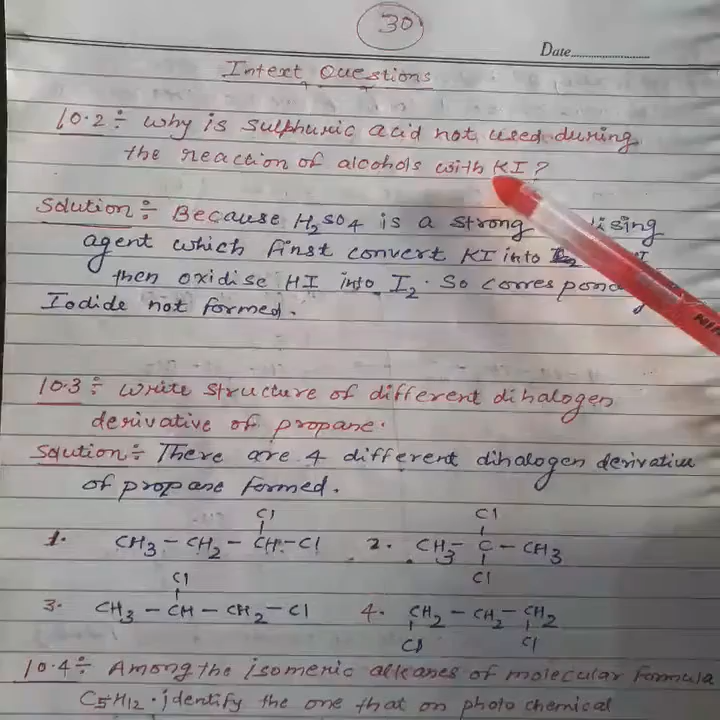 30
Date
Intext Questions
10.2 ÷ Why is sulphuric acid not used during
the reaction of alcohols with KI?
Solution ÷ Because H2SO4 is a strong
agent which first convert KI into
then oxidise HI into I2. So
Iodide not formed.
10.3 ÷ Write structure of different dihalogen
derivative of propane.
Solution ÷ There are 4 different dihalogen derivative
of propane formed.
Cl Cl
1. CH3 – CH2 – CH – Cl 2. CH3 – C – CH3
Cl
Cl
3. CH3 – CH – CH2 – Cl 4. CH2 – CH2 – CH2
Cl Cl
10.4 ÷ Among the isomeric alkanes of molecular formula
C5H12. identify the one that on photo chemical